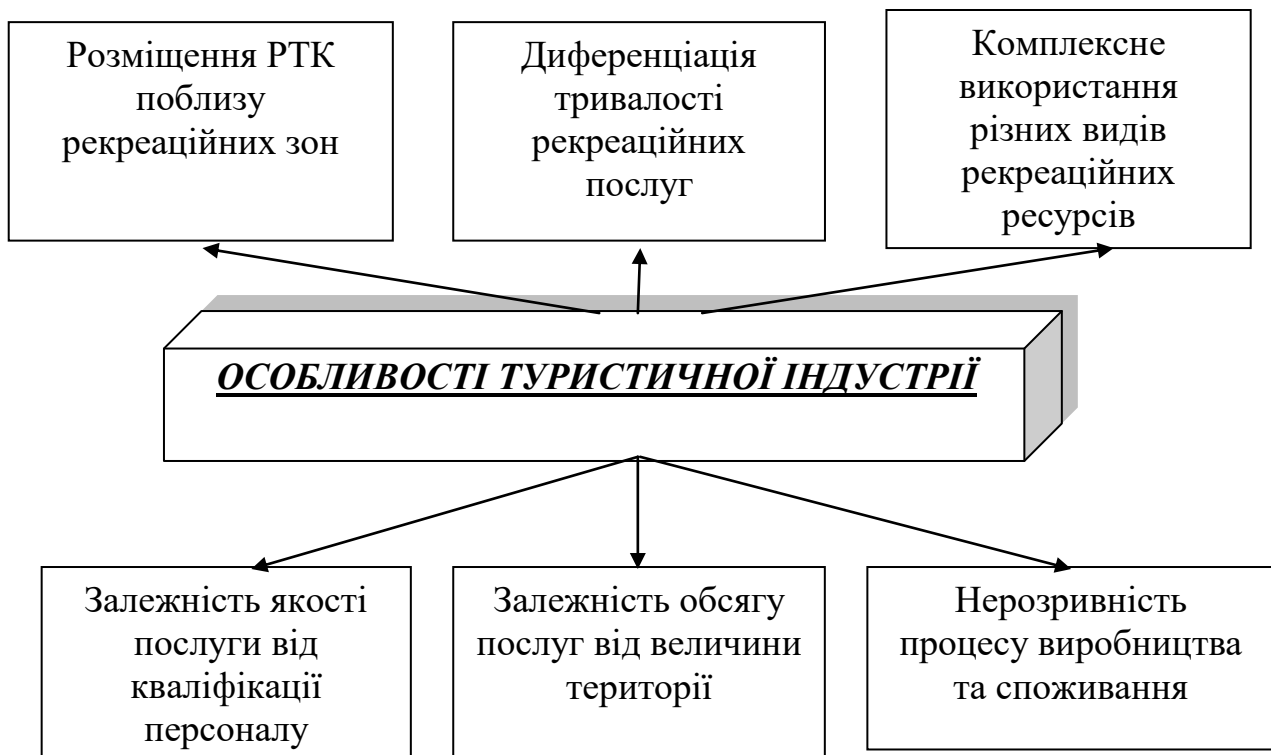 Розміщення РТК
поблизу
рекреаційних зон
Диференціація
тривалості
рекреаційних
послуг
Комплексне
використання
різних видів
рекреаційних
ресурсів
ОСОБЛИВОСТІ ТУРИСТИЧНОЇ ІНДУСТРІЇ
Залежність якості
послуги від
кваліфікації
персоналу
Залежність обсягу
послуг від величини
території
Нерозривність
процесу виробництва
та споживання